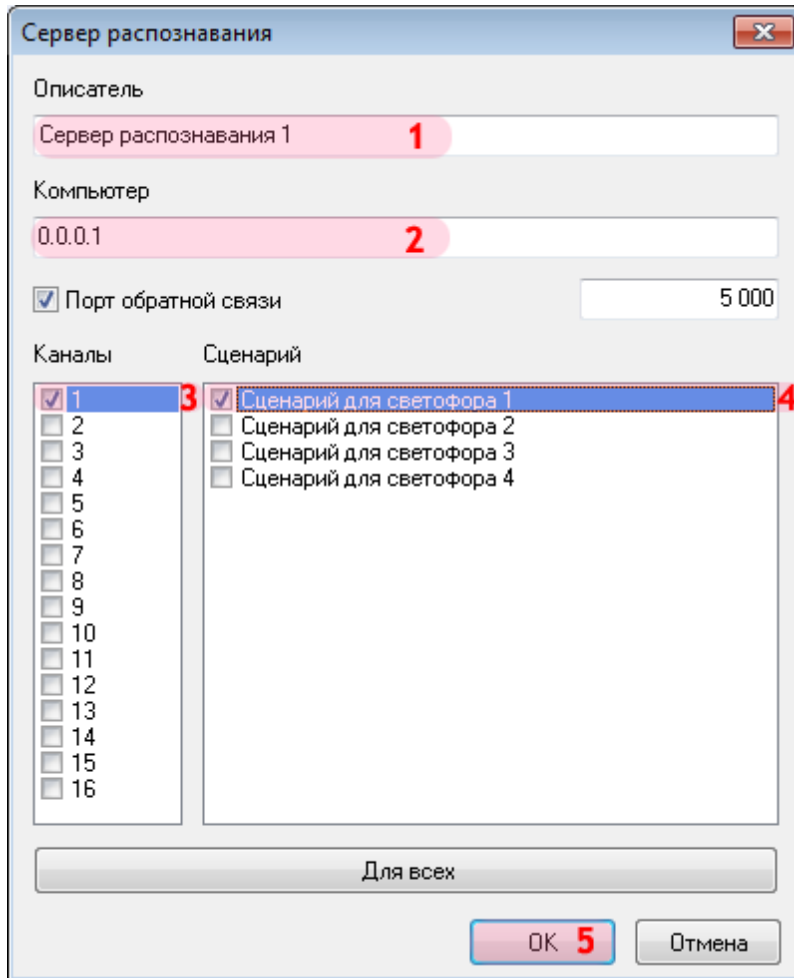 Сервер распознавания
Описатель
Сервер распознавания 1 1
Компьютер
0.0.0.1 2
Порт обратной связи 5 000
Каналы Сценарий
1 3 Сценарий для светофора 1 4
2 Сценарий для светофора 2
3 Сценарий для светофора 3
4 Сценарий для светофора 4
5
6
7
8
9
10
11
12
13
14
15
16
Для всех
OK 5 Отмена